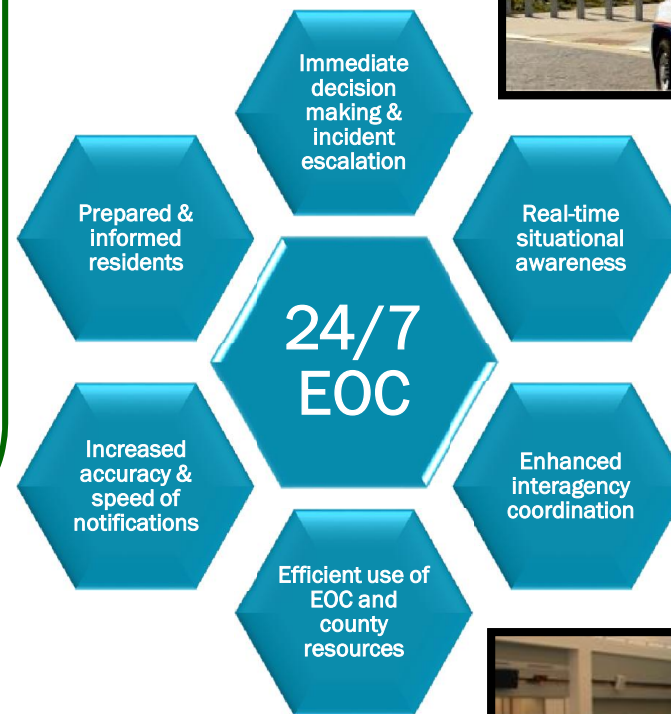 Immediate
decision
making &
incident
escalation
Prepared &
informed
residents
Real-time
situational
awareness
24/7
EOC
Increased
accuracy &
speed of
notifications
Enhanced
interagency
coordination
Efficient use of
EOC and
county
resources